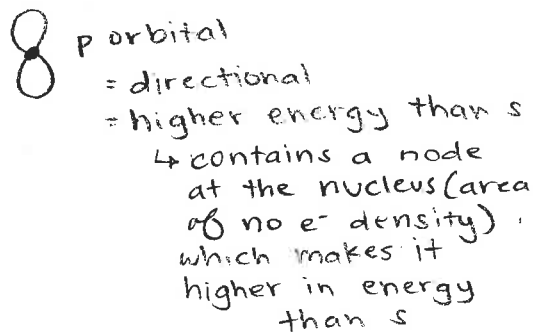 p orbital
= directional
= higher energy than s
↳ contains a node
at the nucleus (area
of no e- density)
which makes it
higher in energy
than s